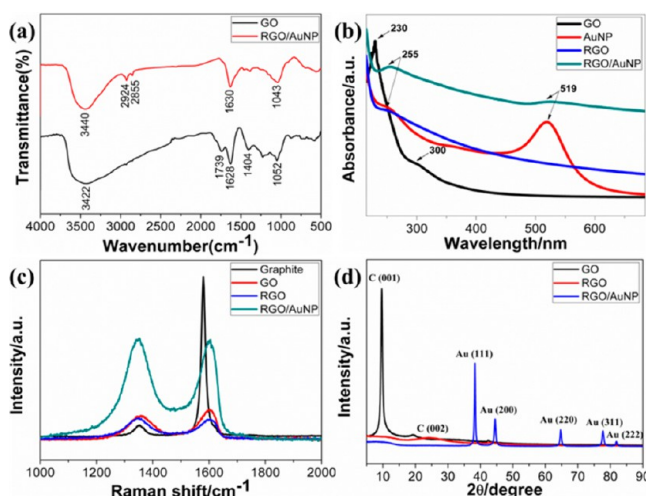 (a)
GO
RGO/AuNP
Transmittance(%)
3440
2924
2855
1630
1043
3422
1739
1628
1404
1052
4000 3500 3000 2500 2000 1500 1000 500
Wavenumber(cm-1)
(b)
GO
AuNP
RGO
RGO/AuNP
Absorbance/a.u.
230
255
519
300
300 400 500 600
Wavelength/nm
(c)
Graphite
GO
RGO
RGO/AuNP
Intensity/a.u.
1000 1200 1400 1600 1800 2000
Raman shift/cm-1
(d)
GO
RGO
RGO/AuNP
Intensity/a.u.
C (001)
C (002)
Au (111)
Au (200)
Au (220)
Au (311)
Au (222)
10 20 30 40 50 60 70 80 90
2θ/degree